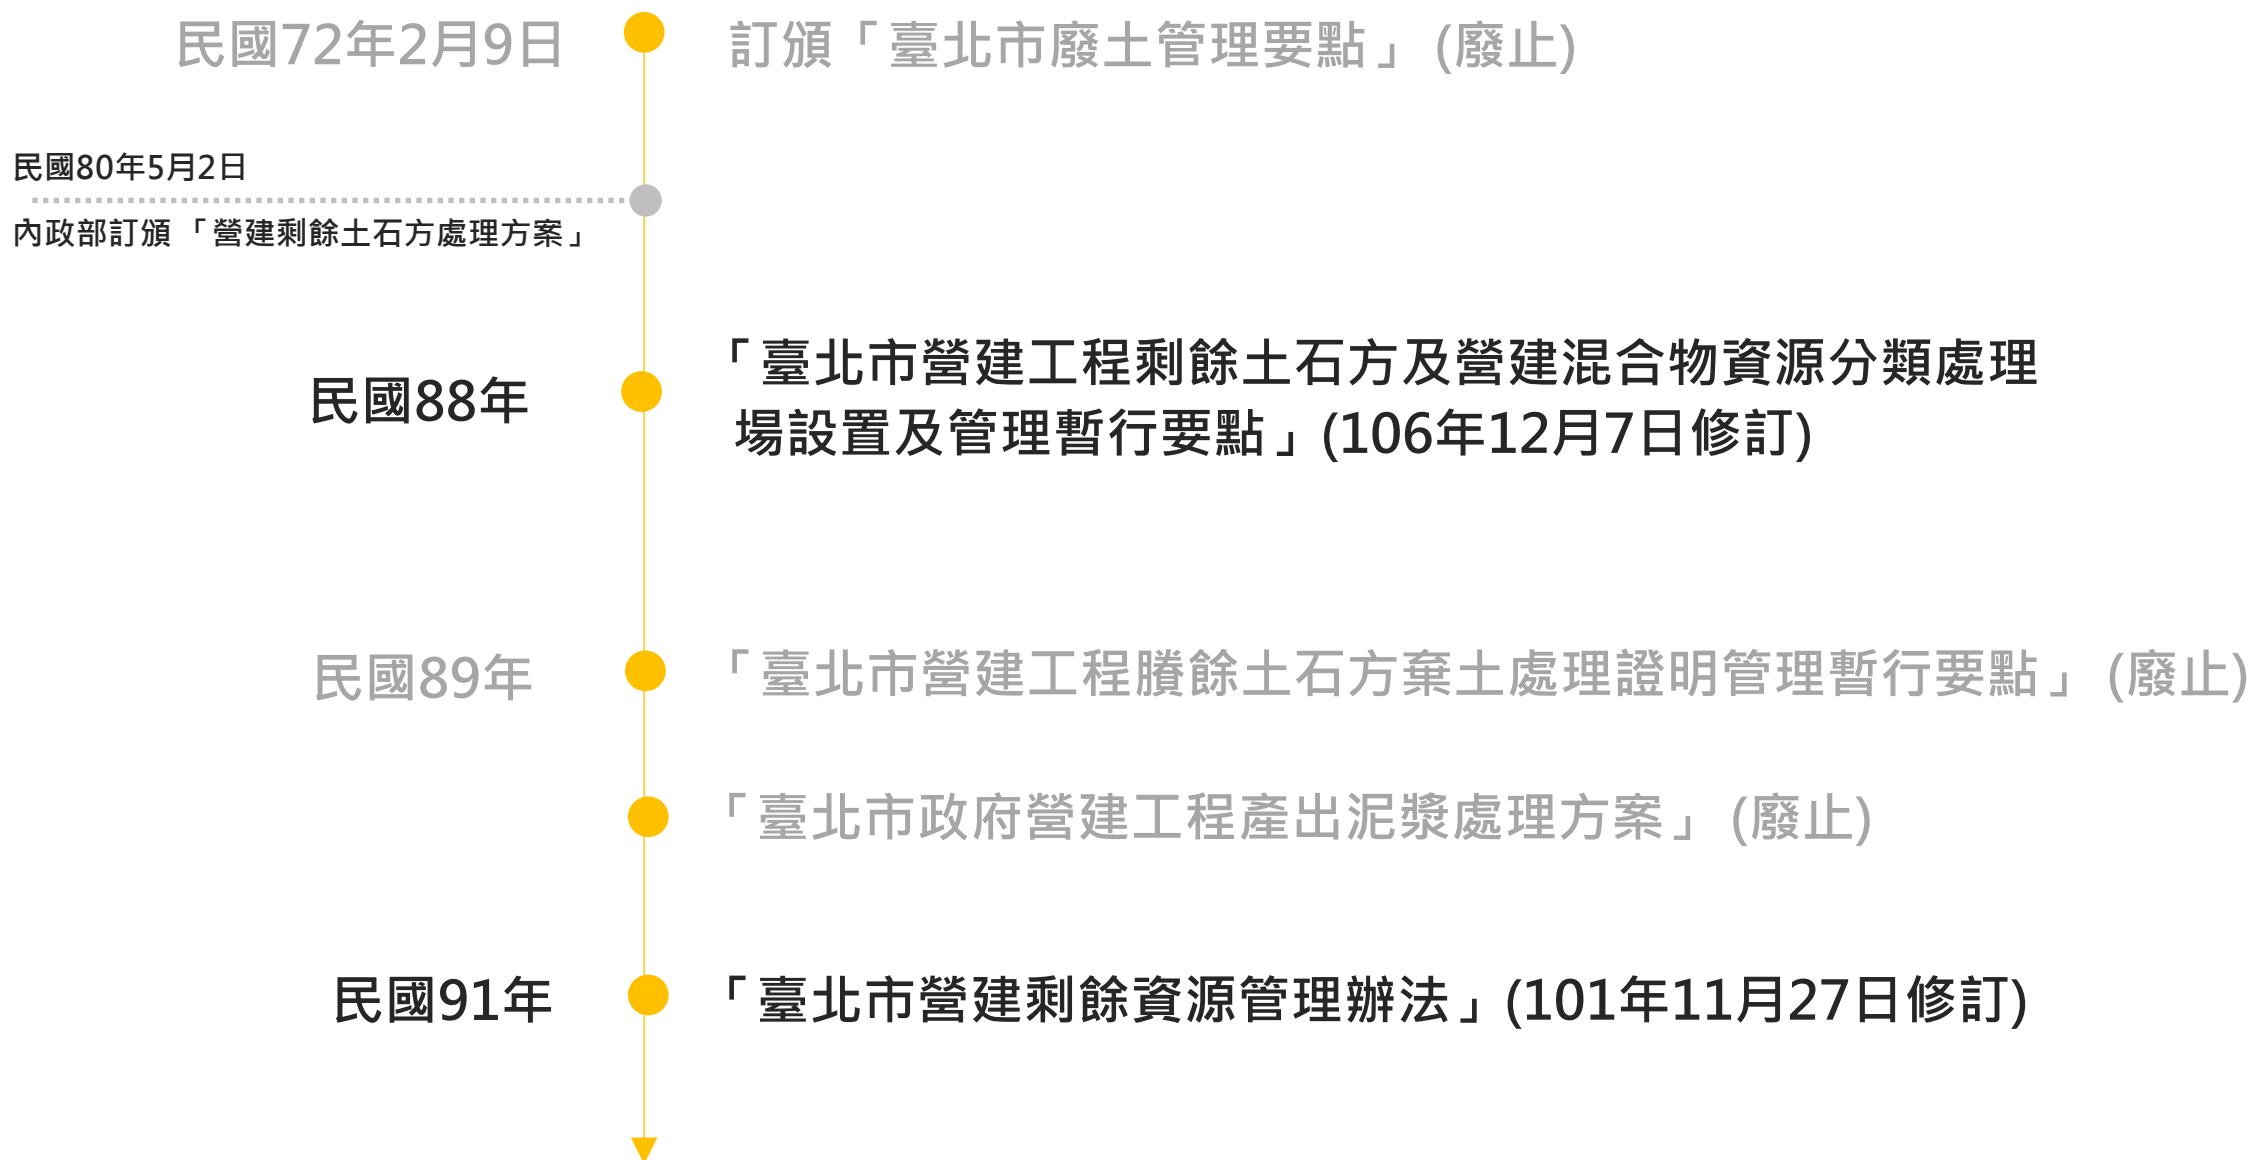 民國72年2月9日
訂頒「臺北市廢土管理要點」(廢止)
民國80年5月2日
內政部訂頒「營建剩餘土石方處理方案」
民國88年
「臺北市營建工程剩餘土石方及營建混合物資源分類處理
場設置及管理暫行要點」(106年12月7日修訂)
民國89年
「臺北市營建工程賸餘土石方棄土處理證明管理暫行要點」(廢止)
「臺北市政府營建工程產出泥漿處理方案」(廢止)
民國91年
「臺北市營建剩餘資源管理辦法」(101年11月27日修訂)